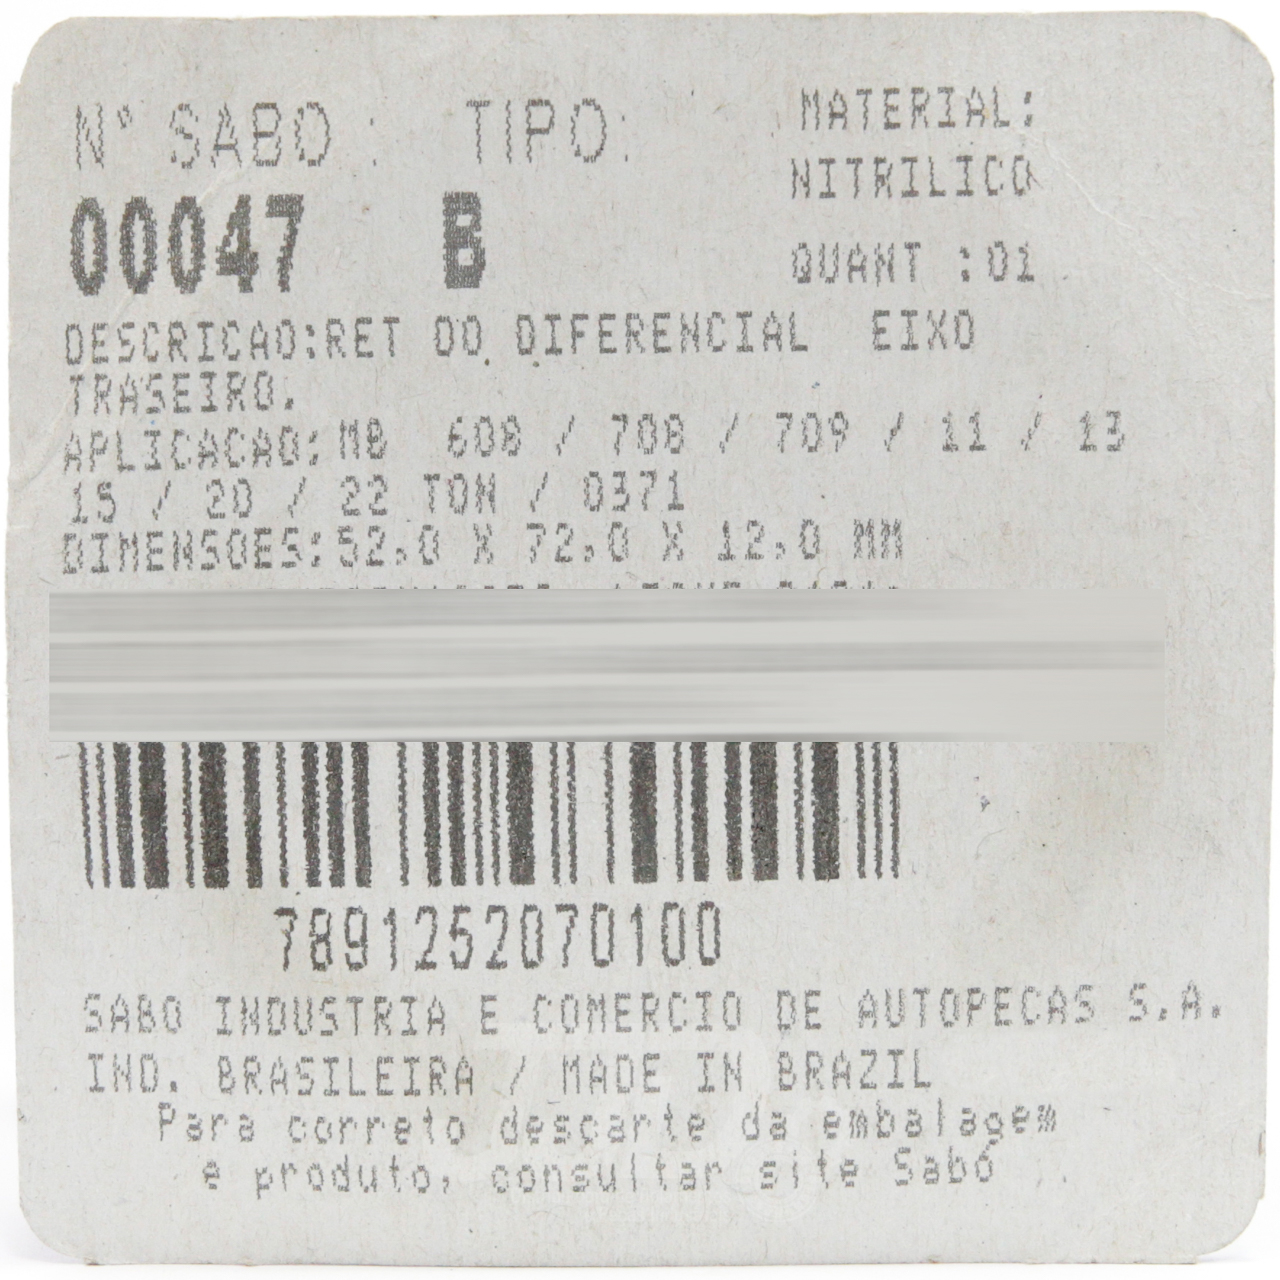 Nº SABO : TIPO: MATERIAL:
NITRILICO
00047 B
QUANT :01
DESCRICAO:RET DO DIFERENCIAL EIXO
TRASEIRO.
APLICACAO:MB 608 / 708 / 709 / 11 / 13
15 / 20 / 22 TON / 0371
DIMENSOES:52,0 X 72,0 X 12,0 MM
7891252070100
SABO INDUSTRIA E COMERCIO DE AUTOPECAS S.A.
IND. BRASILEIRA / MADE IN BRAZIL
Para correto descarte da embalagem
e produto, consultar site Sabó